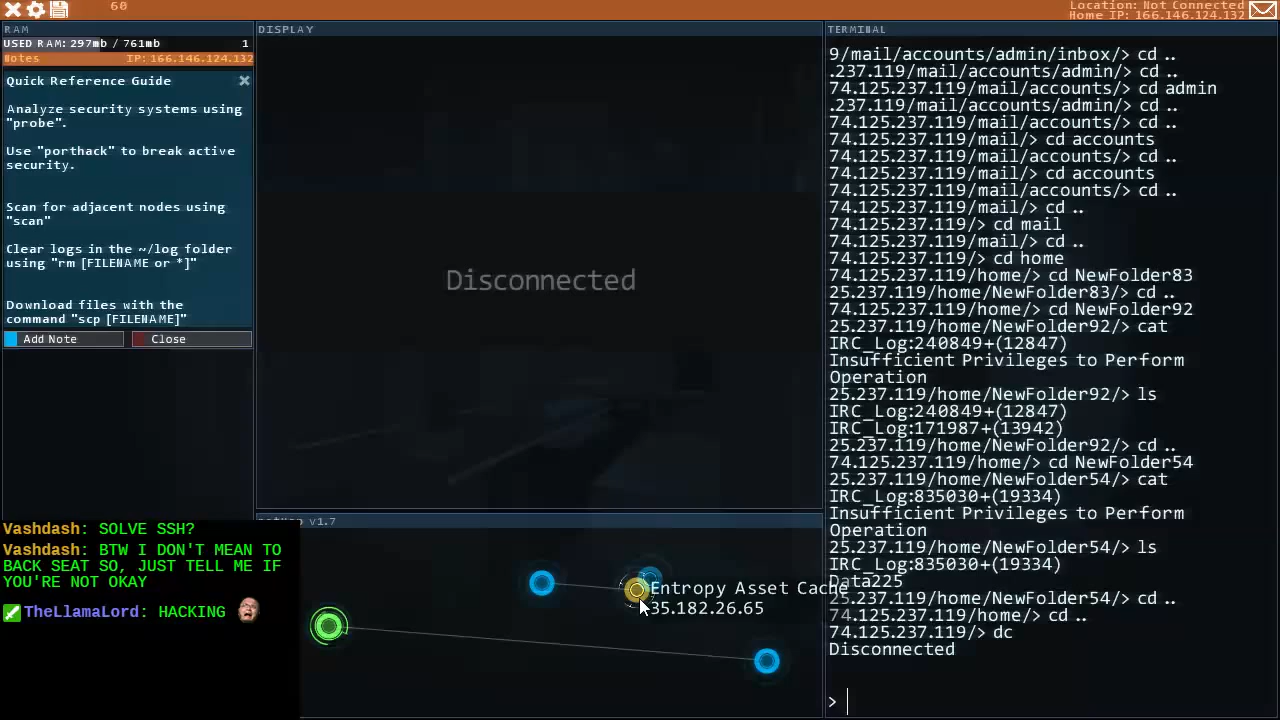 60
Location: Not Connected
Home IP: 166.146.124.132
RAM
USED RAM: 297mb / 761mb 1
Notes IP: 166.146.124.132
Quick Reference Guide
Analyze security systems using
"probe".
Use "porthack" to break active
security.
Scan for adjacent nodes using
"scan"
Clear logs in the ~/log folder
using "rm [FILENAME or *]"
Download files with the
command "scp [FILENAME]"
Add Note
Close
Vashdash: SOLVE SSH?
Vashdash: BTW I DON'T MEAN TO
BACK SEAT SO, JUST TELL ME IF
YOU'RE NOT OKAY
TheLlamaLord: HACKING
DISPLAY
Disconnected
v1.7
Entropy Asset Cache
35.182.26.65
TERMINAL
9/mail/accounts/admin/inbox/> cd ..
.237.119/mail/accounts/admin/> cd ..
74.125.237.119/mail/accounts/> cd admin
.237.119/mail/accounts/admin/> cd ..
74.125.237.119/mail/accounts/> cd ..
74.125.237.119/mail/> cd accounts
74.125.237.119/mail/accounts/> cd ..
74.125.237.119/mail/> cd accounts
74.125.237.119/mail/accounts/> cd ..
74.125.237.119/mail/> cd ..
74.125.237.119/> cd mail
74.125.237.119/mail/> cd ..
74.125.237.119/> cd home
74.125.237.119/home/> cd NewFolder83
25.237.119/home/NewFolder83/> cd ..
74.125.237.119/home/> cd NewFolder92
25.237.119/home/NewFolder92/> cat
IRC_Log:240849+(12847)
Insufficient Privileges to Perform
Operation
25.237.119/home/NewFolder92/> ls
IRC_Log:240849+(12847)
IRC_Log:171987+(13942)
25.237.119/home/NewFolder92/> cd ..
74.125.237.119/home/> cd NewFolder54
25.237.119/home/NewFolder54/> cat
IRC_Log:835030+(19334)
Insufficient Privileges to Perform
Operation
25.237.119/home/NewFolder54/> ls
IRC_Log:835030+(19334)
Data225
25.237.119/home/NewFolder54/> cd ..
74.125.237.119/home/> cd ..
74.125.237.119/> dc
Disconnected
>